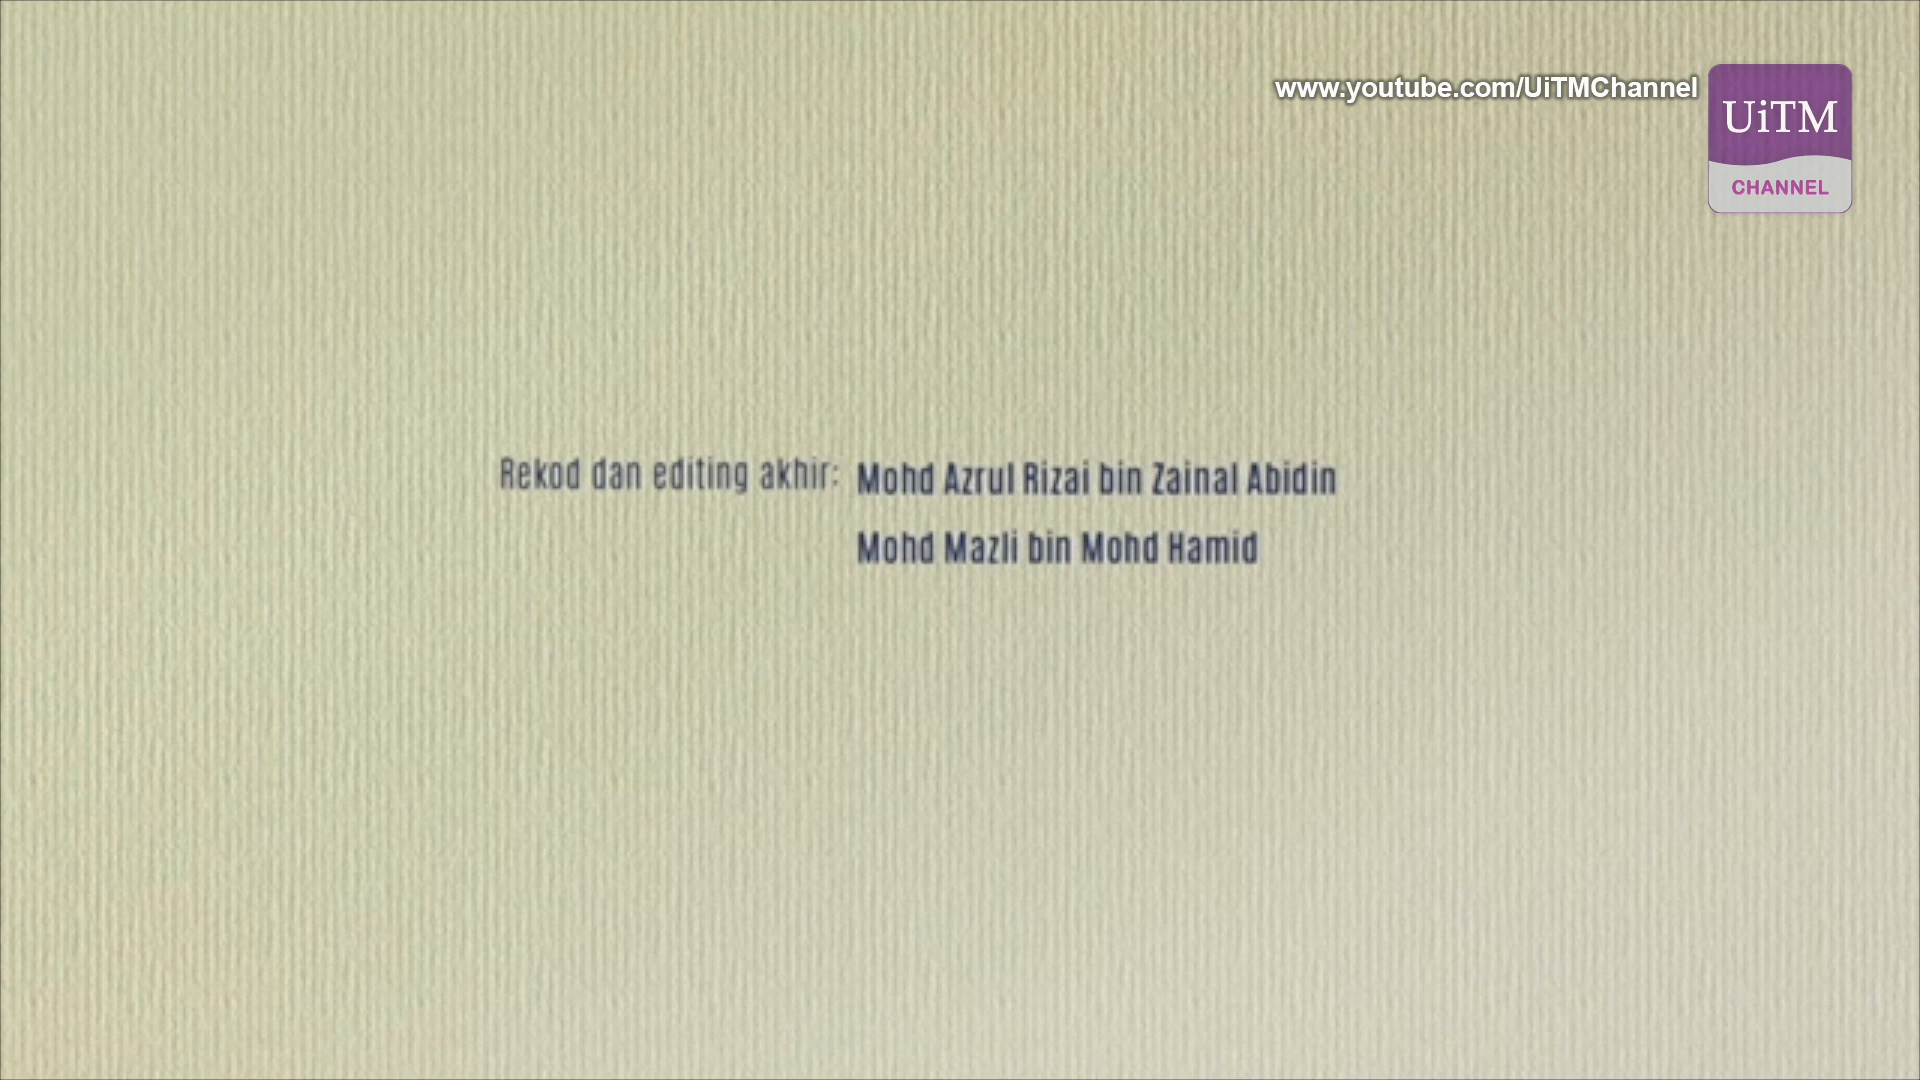 www.youtube.com/UiTMChannel
UiTM
CHANNEL
Rekod dan editing akhir: Mohd Azrul Rizai bin Zainal Abidin
Mohd Mazli bin Mohd Hamid